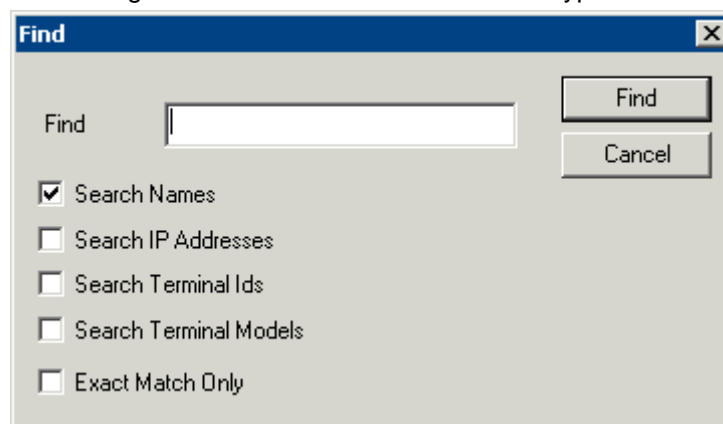 Find
Find
Find
Cancel
Search Names
Search IP Addresses
Search Terminal Ids
Search Terminal Models
Exact Match Only